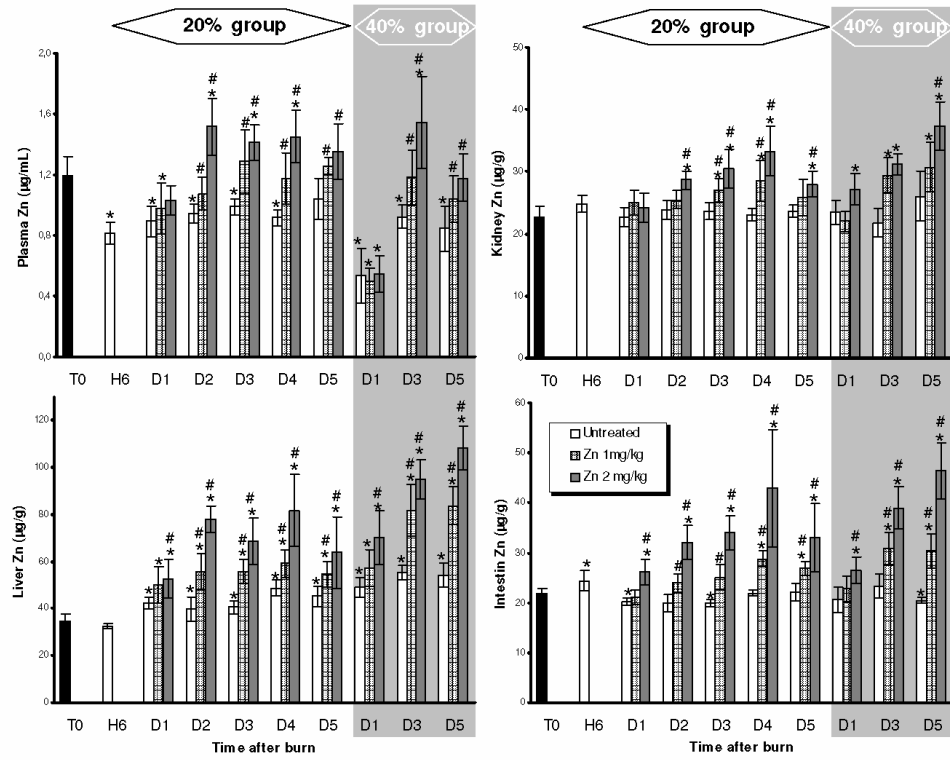 20% group
40% group
Plasma Zn (µg/mL)
2,0
1,6
1,2
0,8
0,4
0,0
T0 H6 D1 D2 D3 D4 D5 D1 D3 D5
20% group
40% group
Kidney Zn (µg/g)
50
40
30
20
10
0
T0 H6 D1 D2 D3 D4 D5 D1 D3 D5
Liver Zn (µg/g)
120
100
80
60
40
20
0
T0 H6 D1 D2 D3 D4 D5 D1 D3 D5
Time after burn
Intestin Zn (µg/g)
60
50
40
30
20
10
0
Untreated
Zn 1mg/kg
Zn 2 mg/kg
T0 H6 D1 D2 D3 D4 D5 D1 D3 D5
Time after burn